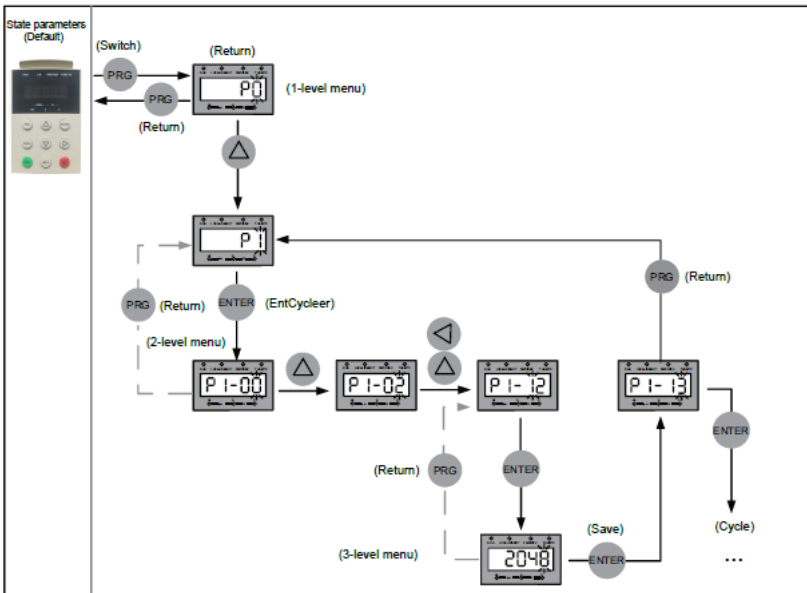 State parameters
(Default)
(Switch)
PRG
PRG
(Return)
(Return)
P0
(1-level menu)
P1
PRG
(Return)
ENTER
(EntCycleer)
PRG
(Return)
(2-level menu)
P1-00
P1-02
P1-12
P1-13
(Return)
PRG
ENTER
ENTER
(3-level menu)
2048
(Save)
ENTER
(Cycle)
...